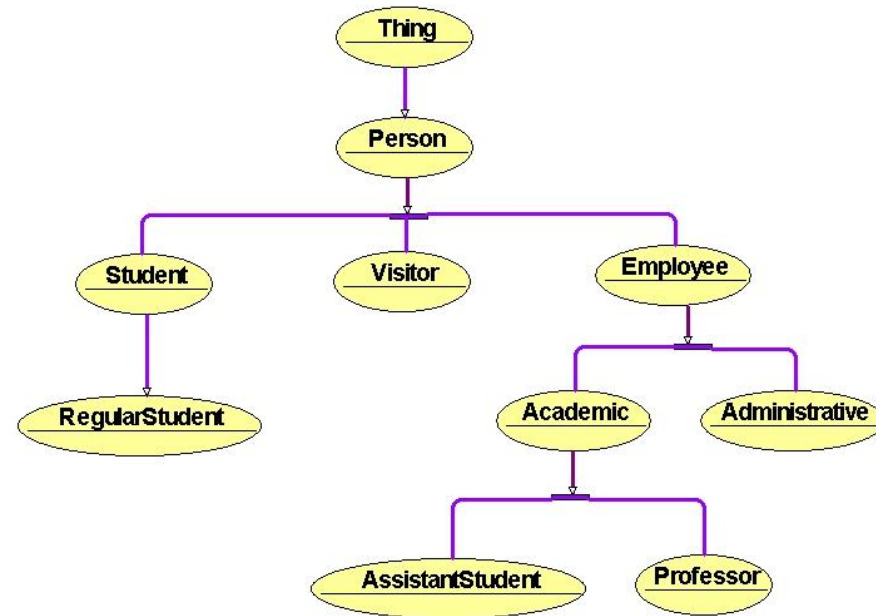 Thing
Person
Student
Visitor
Employee
RegularStudent
Academic
Administrative
AssistantStudent
Professor